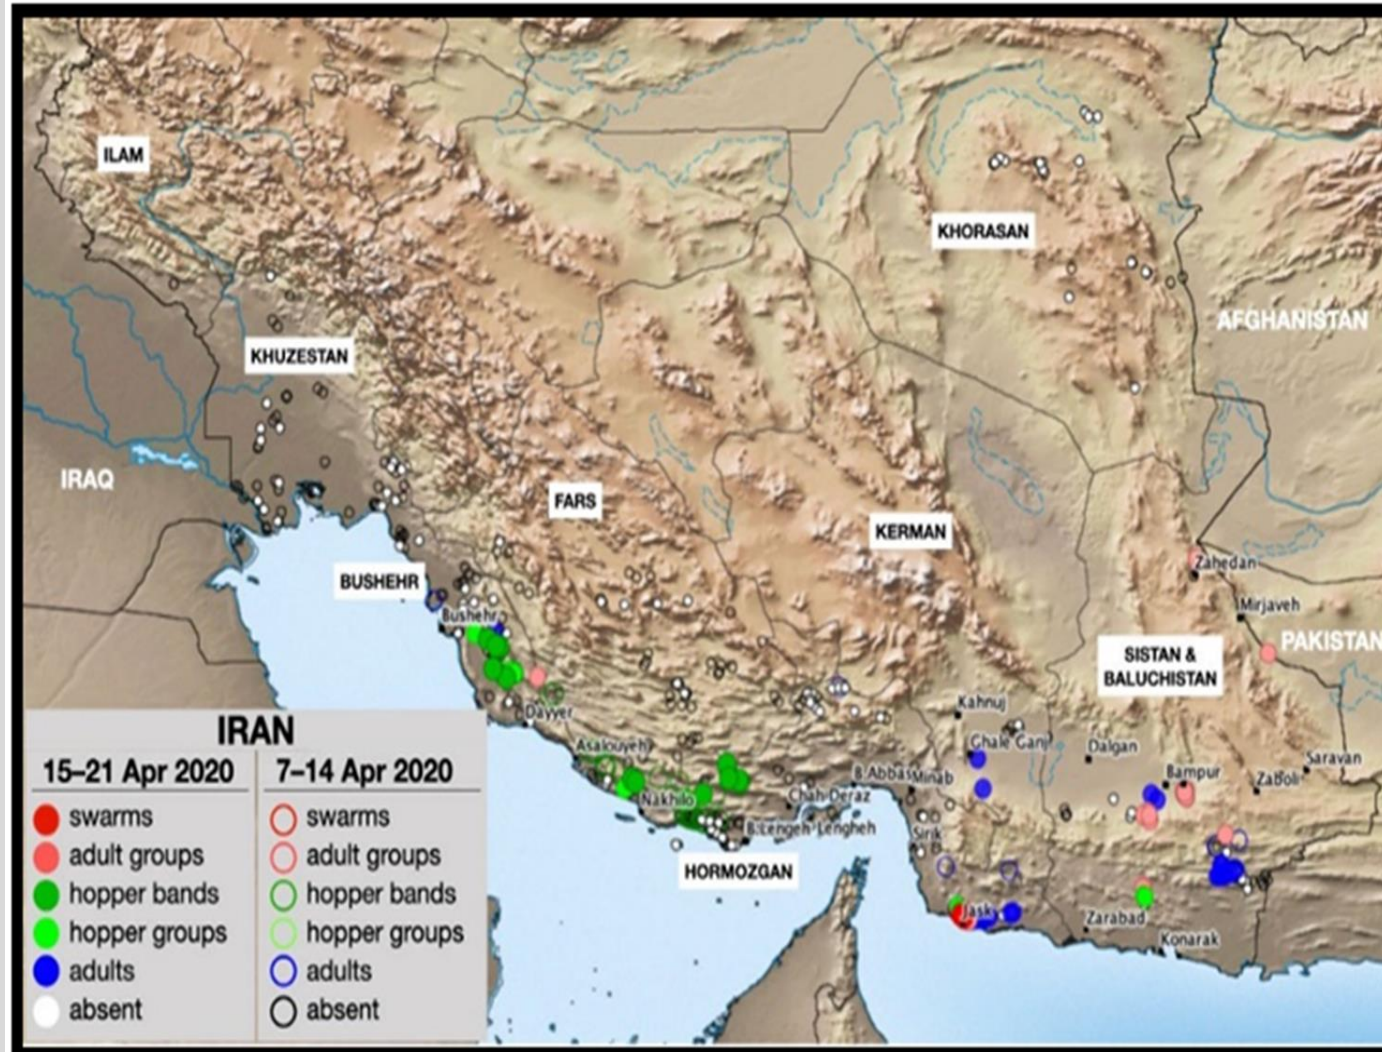 ILAM
KHORASAN
AFGHANISTAN
KHUZESTAN
IRAQ
FARS
KERMAN
Zahedan
BUSHEHR
Mirjaveh
Bushehr
PAKISTAN
SISTAN &
BALUCHISTAN
Kahnuj
Dayyer
Ghale Ganj
Dalgan
Asalouyeh
Saravan
B.Abbas
Minab
Bampur
Zaboli
Nakhilo
Chah-Deraz
B.Lengeh
Lengheh
Sirik
HORMOZGAN
Jask
Zarabad
Konarak
IRAN
15–21 Apr 2020
7–14 Apr 2020
swarms
swarms
adult groups
adult groups
hopper bands
hopper bands
hopper groups
hopper groups
adults
adults
absent
absent